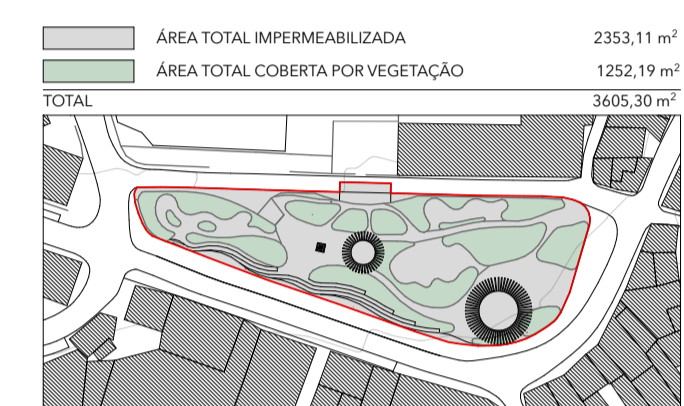 ÁREA TOTAL IMPERMEABILIZADA 2353,11 m²
ÁREA TOTAL COBERTA POR VEGETAÇÃO 1252,19 m²
TOTAL 3605,30 m²